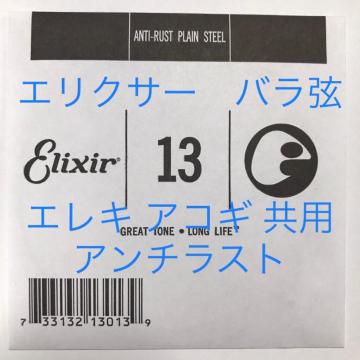 ANTI-RUST PLAIN STEEL
エリクサー バラ弦
Elixir® 13
エレキ アコギ 共用
GREAT TONE • LONG LIFE™
アンチラスト
7 33132 13013 9